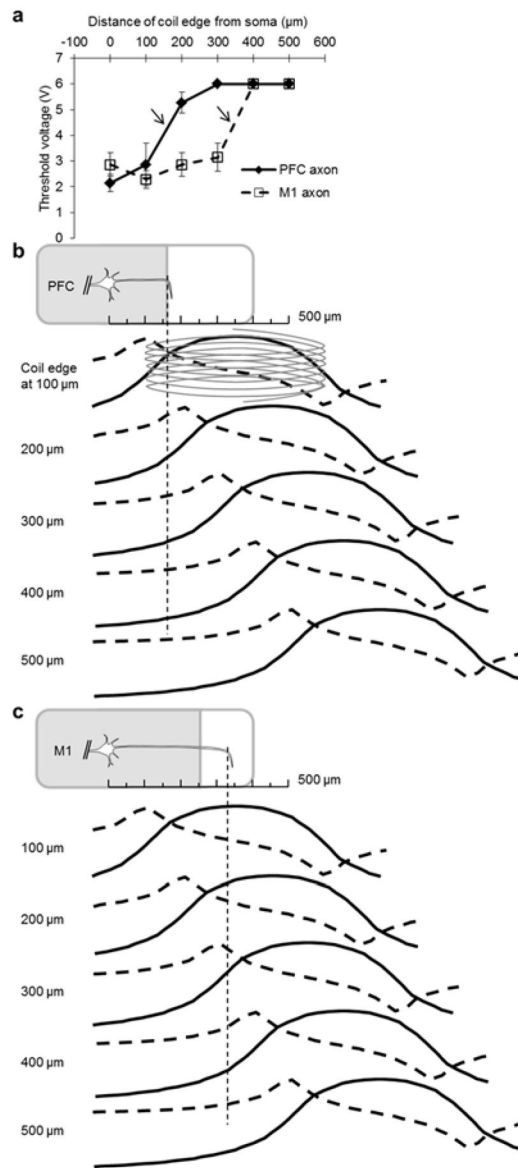 a
Distance of coil edge from soma (µm)
-100 0 100 200 300 400 500 600
Threshold voltage (V)
6
5
4
3
2
1
0
PFC axon
M1 axon
b
PFC
500 µm
Coil edge
at 100 µm
200 µm
300 µm
400 µm
500 µm
c
M1
500 µm
100 µm
200 µm
300 µm
400 µm
500 µm